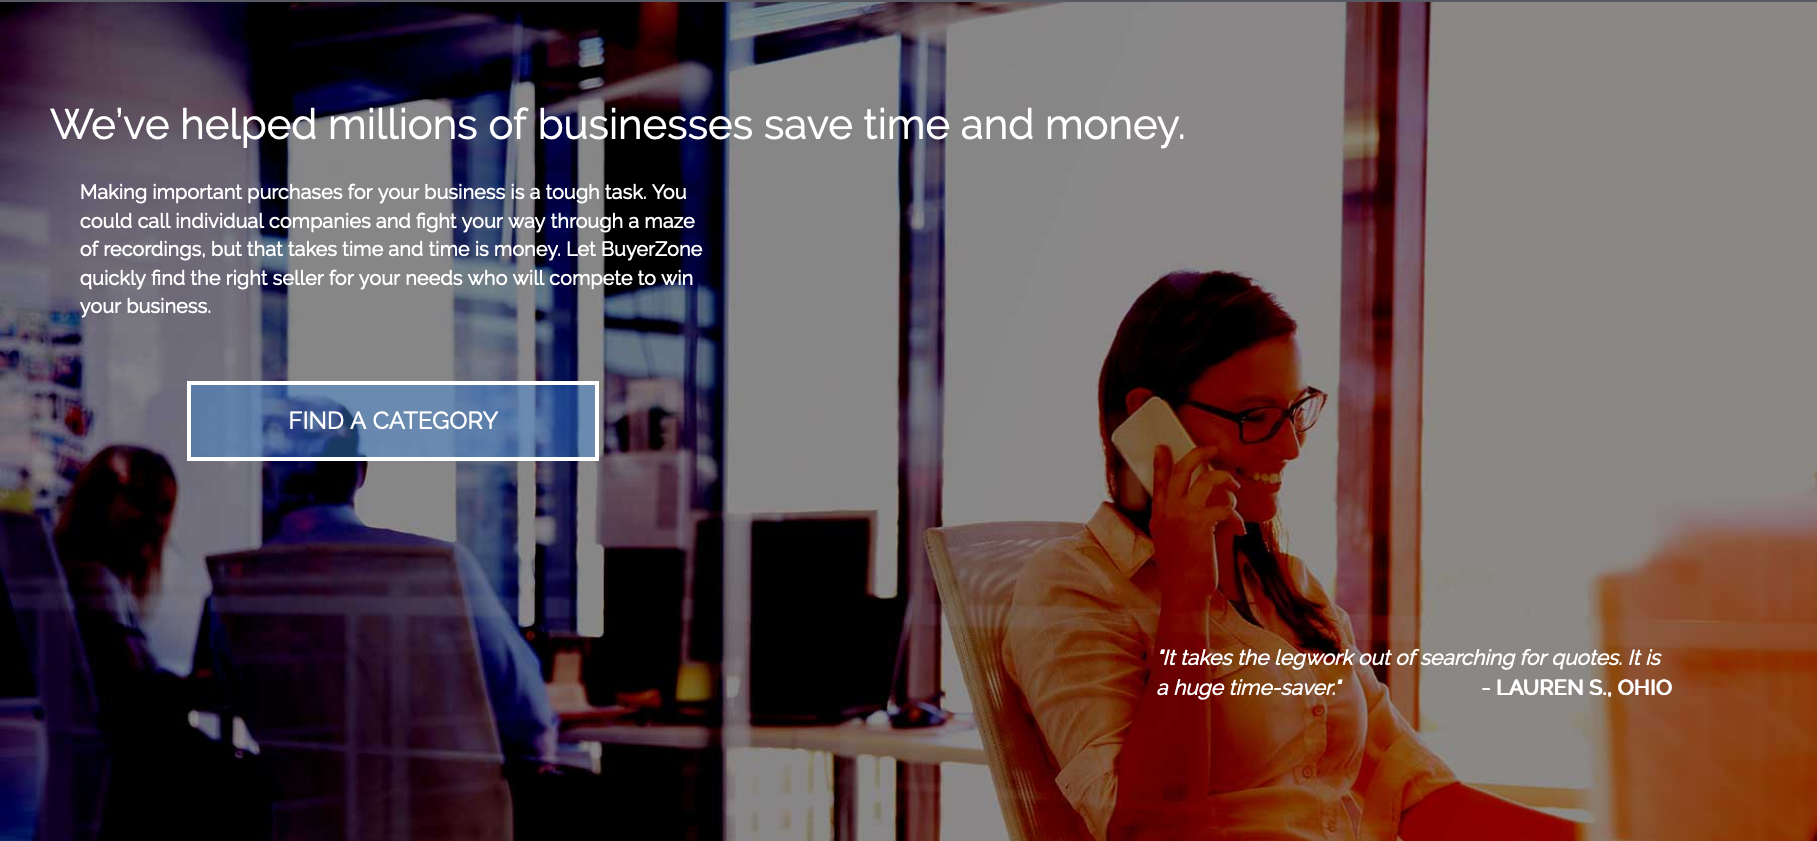 We've helped millions of businesses save time and money.
Making important purchases for your business is a tough task. You
could call individual companies and fight your way through a maze
of recordings, but that takes time and time is money. Let BuyerZone
quickly find the right seller for your needs who will compete to win
your business.
FIND A CATEGORY
"It takes the legwork out of searching for quotes. It is
a huge time-saver." - LAUREN S., OHIO